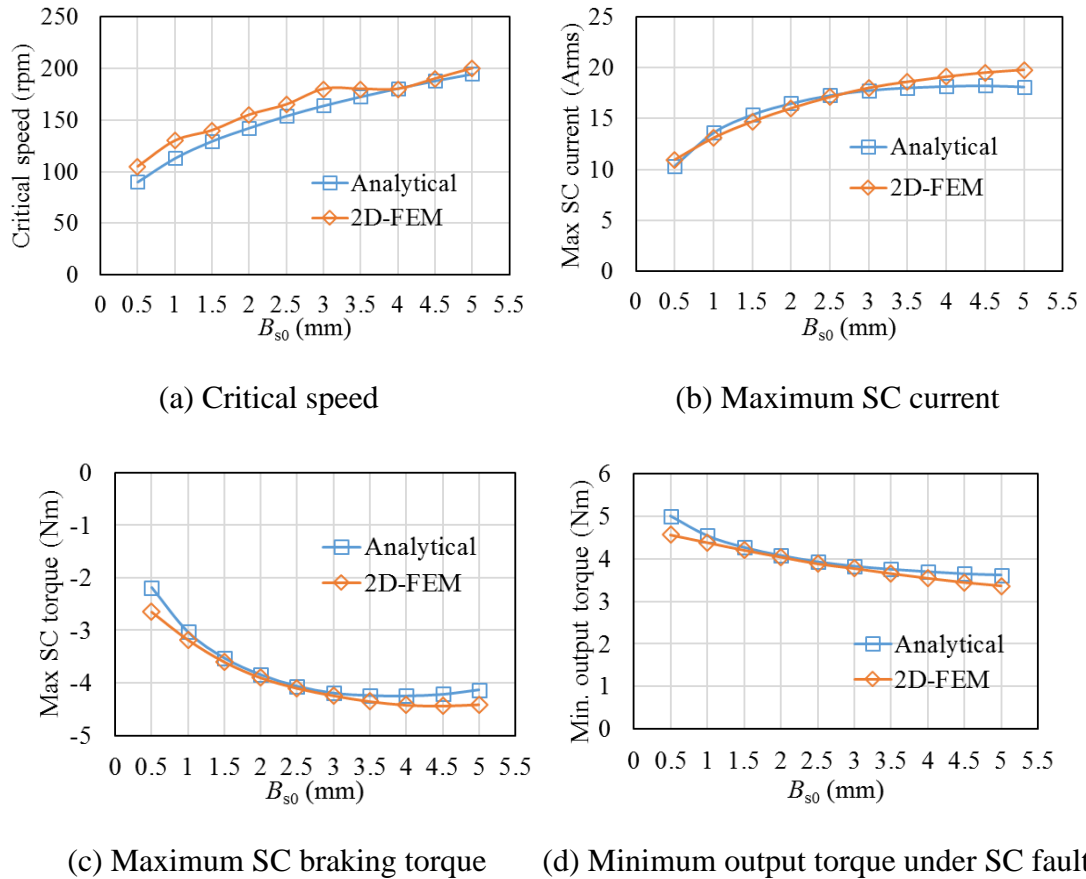 250
200
150
100
50
0
Critical speed (rpm)
Analytical
2D-FEM
0 0.5 1 1.5 2 2.5 3 3.5 4 4.5 5 5.5
Bs0 (mm)
(a) Critical speed
25
20
15
10
5
0
Max SC current (Arms)
Analytical
2D-FEM
0 0.5 1 1.5 2 2.5 3 3.5 4 4.5 5 5.5
Bs0 (mm)
(b) Maximum SC current
0
-1
-2
-3
-4
-5
Max SC torque (Nm)
Analytical
2D-FEM
0 0.5 1 1.5 2 2.5 3 3.5 4 4.5 5 5.5
Bs0 (mm)
(c) Maximum SC braking torque
6
5
4
3
2
1
0
Min. output torque (Nm)
Analytical
2D-FEM
0 0.5 1 1.5 2 2.5 3 3.5 4 4.5 5 5.5
Bs0 (mm)
(d) Minimum output torque under SC fault